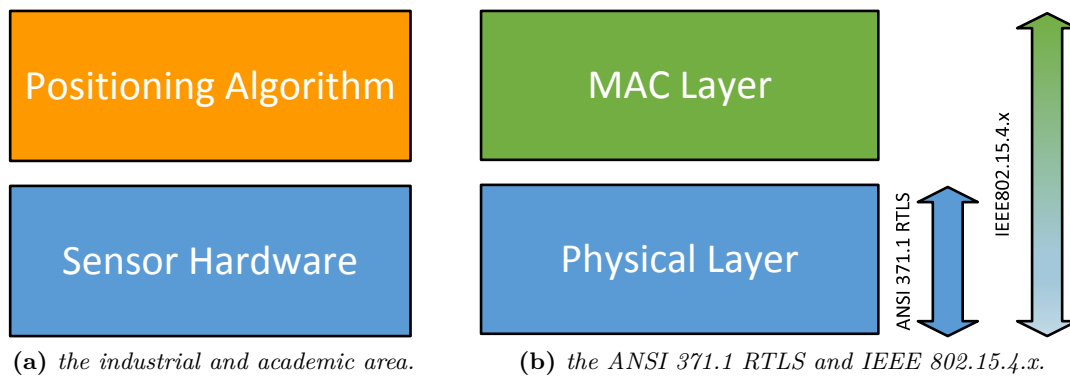 Positioning Algorithm
MAC Layer
Sensor Hardware
Physical Layer
ANSI 371.1 RTLS
IEEE802.15.4.x
(a) the industrial and academic area.
(b) the ANSI 371.1 RTLS and IEEE 802.15.4.x.